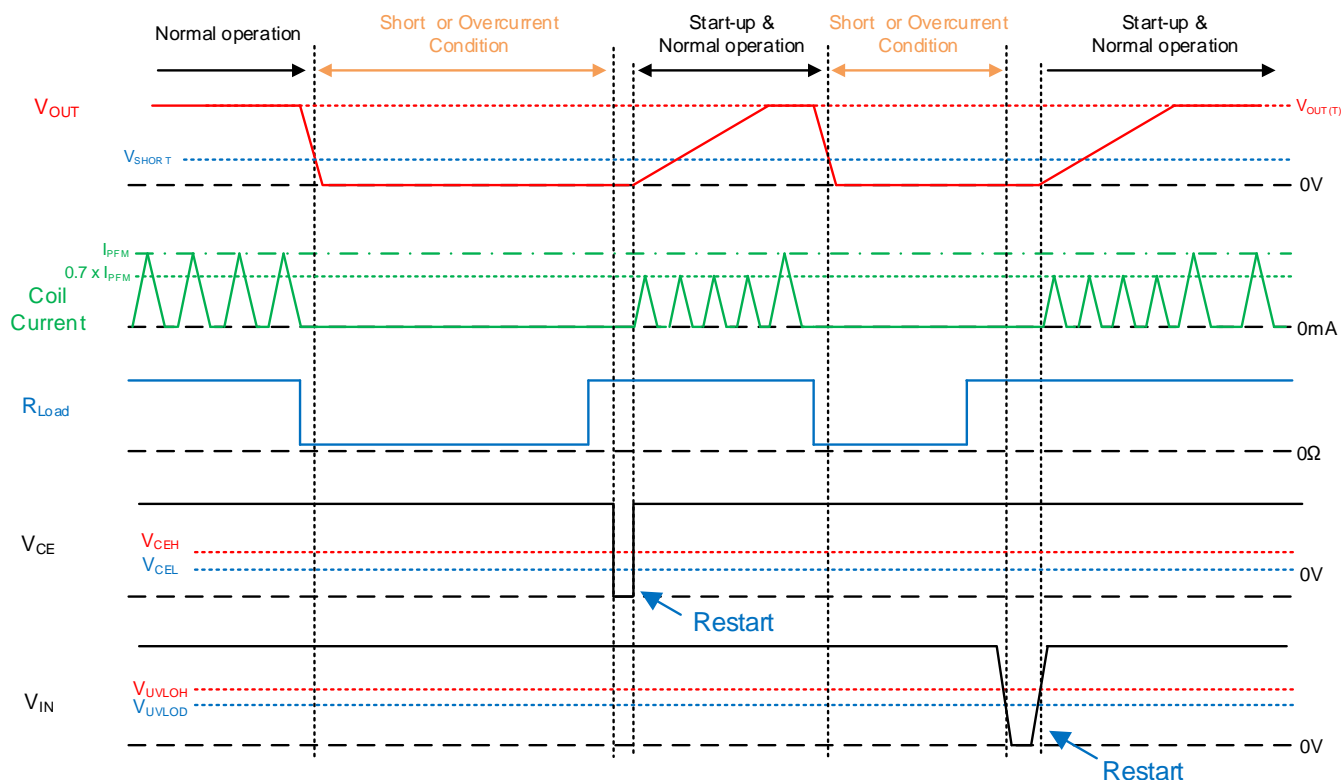 Normal operation
Short or Overcurrent
Condition
Start-up &
Normal operation
Short or Overcurrent
Condition
Start-up &
Normal operation
VOUT
VOUT(T)
VSHORT
0V
IPFM
0.7 x IPFM
Coil
Current
0mA
RLoad
0Ω
VCE
VCEH
VCEL
0V
Restart
VIN
VUVLOH
VUVLOD
0V
Restart